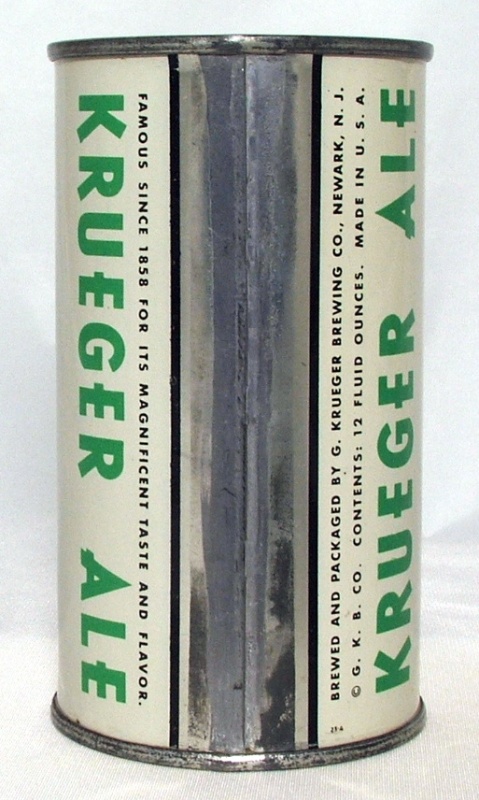 KRUEGER ALE
FAMOUS SINCE 1858 FOR ITS MAGNIFICENT TASTE AND FLAVOR.
BREWED AND PACKAGED BY G. KRUEGER BREWING CO., NEWARK, N. J.
© G. K. B. CO. CONTENTS: 12 FLUID OUNCES. MADE IN U. S. A.
KRUEGER ALE